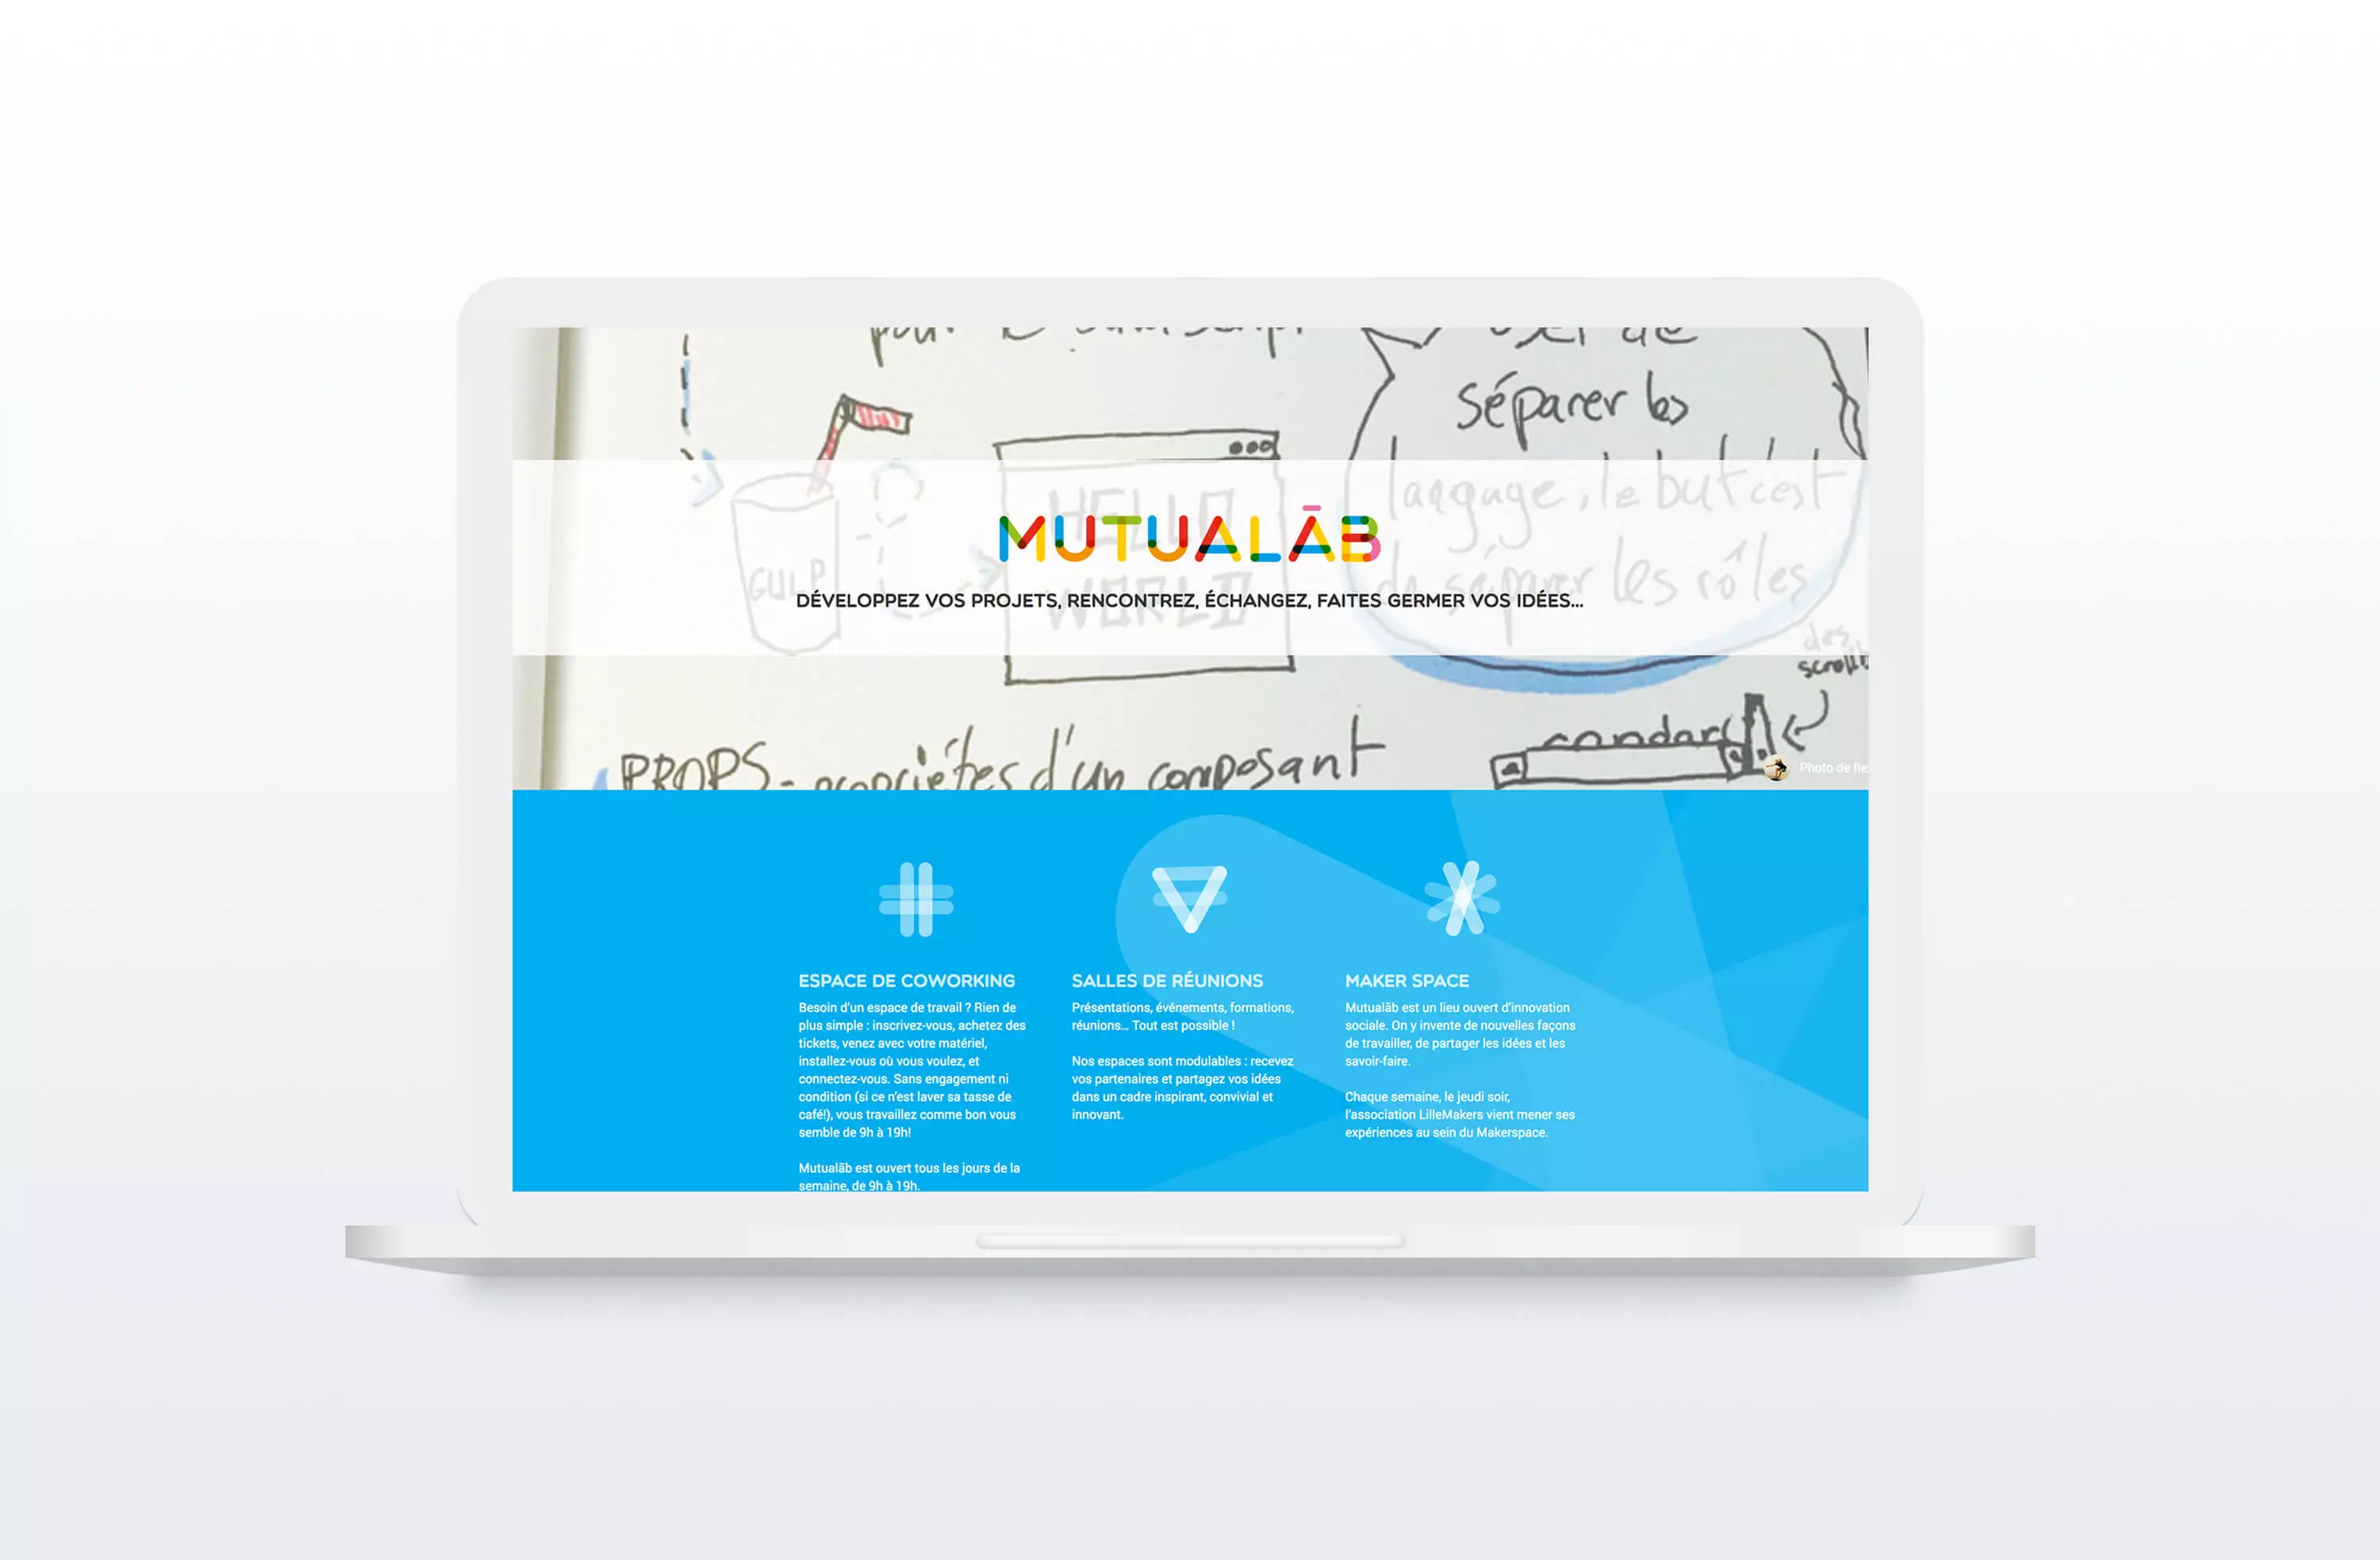 séparer les
langage, le but c'est
de séparer les rôles
HELLO
WORLD
GULP
MUTUALĀB
DÉVELOPPEZ VOS PROJETS, RENCONTREZ, ÉCHANGEZ, FAITES GERMER VOS IDÉES...
des
PROPS - propriétes d'un composant
Photo de
ESPACE DE COWORKING
Besoin d'un espace de travail ? Rien de
plus simple : inscrivez-vous, achetez des
tickets, venez avec votre matériel,
installez-vous où vous voulez, et
connectez-vous. Sans engagement ni
condition (si ce n'est laver sa tasse de
café!), vous travaillez comme bon vous
semble de 9h à 19h!
Mutualāb est ouvert tous les jours de la
semaine, de 9h à 19h.
SALLES DE RÉUNIONS
Présentations, événements, formations,
réunions... Tout est possible !
Nos espaces sont modulables : recevez
vos partenaires et partagez vos idées
dans un cadre inspirant, convivial et
innovant.
MAKER SPACE
Mutualāb est un lieu ouvert d'innovation
sociale. On y invente de nouvelles façons
de travailler, de partager les idées et les
savoir-faire.
Chaque semaine, le jeudi soir,
l'association LilleMakers vient mener ses
expériences au sein du Makerspace.